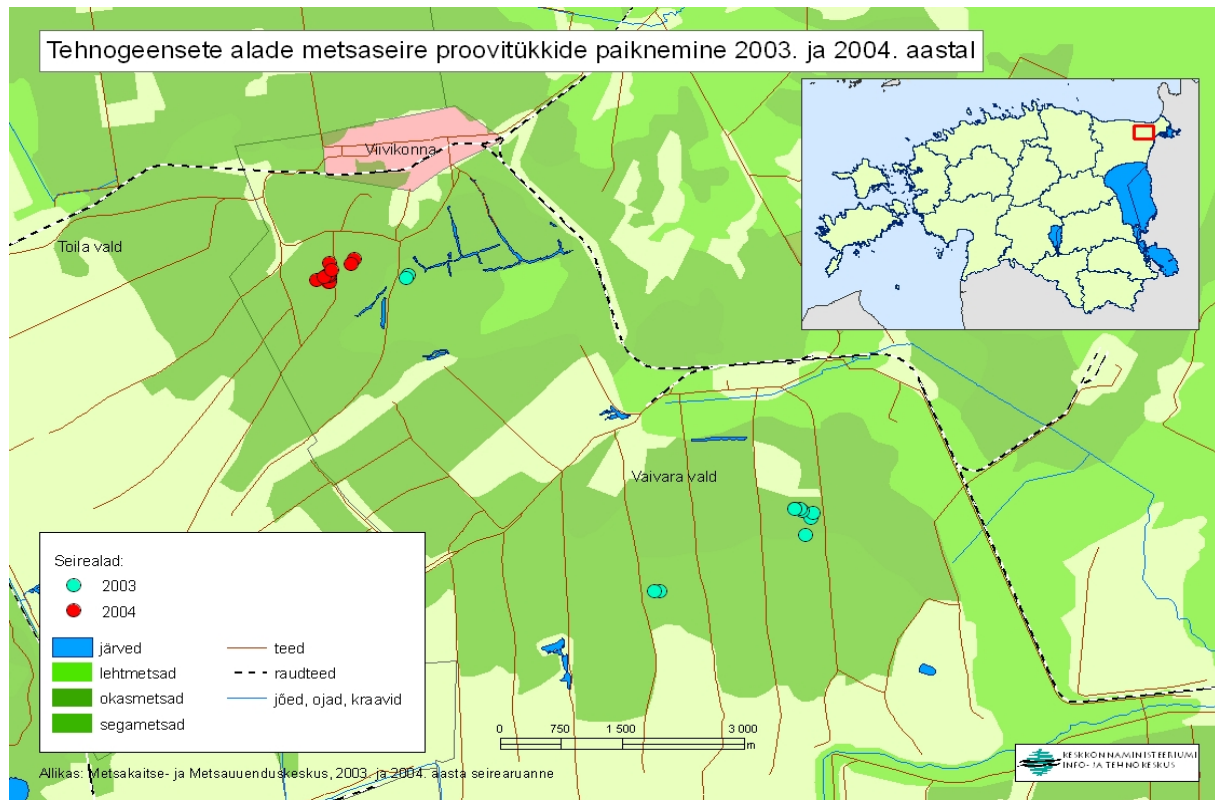 Tehnogeensete alade metsaseire proovitükkide paiknemine 2003. ja 2004. aastal
Viivikonna
Toila vald
Vaivara vald
Seirealad:
2003
2004
järved
lehtmetsad
okasmetsad
segametsad
teed
raudteed
jõed, ojad, kraavid
0 750 1 500 3 000
m
Allikas: Metsakaitse- ja Metsauuenduskeskus, 2003. ja 2004. aasta seirearuanne
KESKKONNAMINISTEERIUMI
INFO- JA TEHNOKESKUS